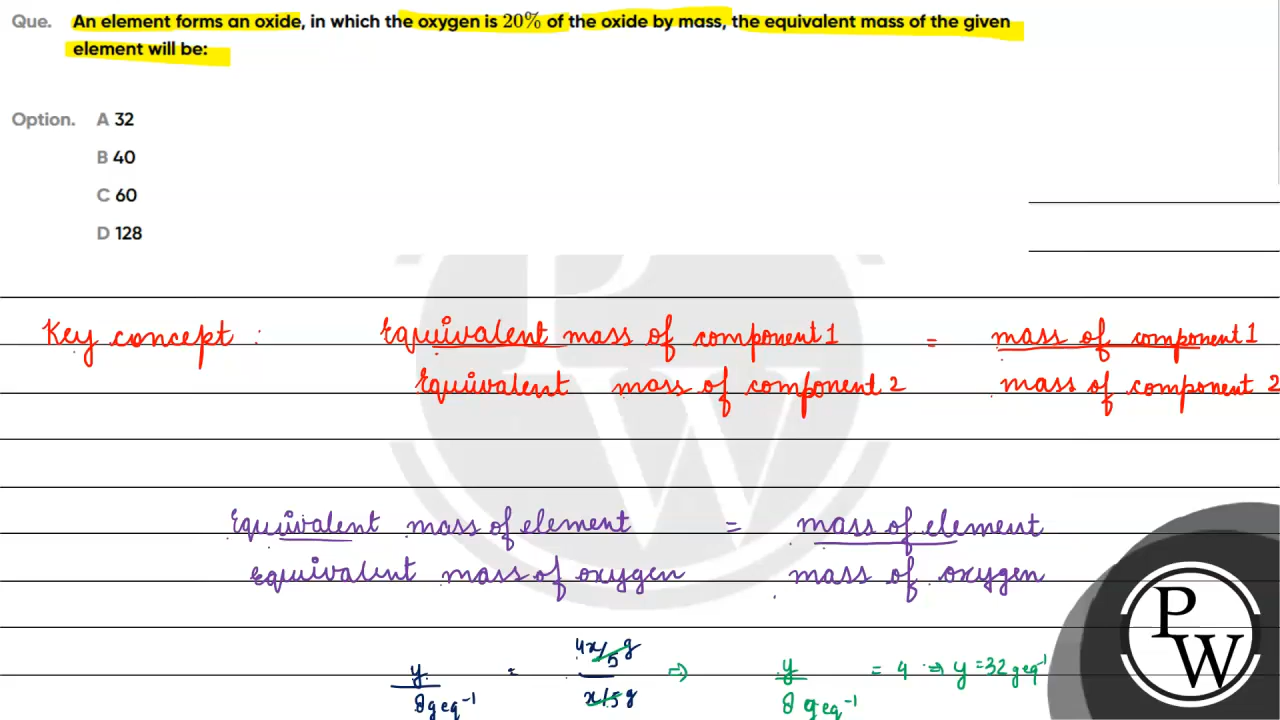 Que. An element forms an oxide, in which the oxygen is 20% of the oxide by mass, the equivalent mass of the given
element will be:
Option. A 32
B 40
C 60
D 128
Key concept : Equivalent mass of component 1 = mass of component 1
Equivalent mass of component 2 mass of component 2
Equivalent mass of element = mass of element
Equivalent mass of oxygen mass of oxygen
y/8 g eq⁻¹ = 4x/5 g / x/5 g ⇒ y/8 g eq⁻¹ = 4 ⇒ y = 32 g eq⁻¹
PW